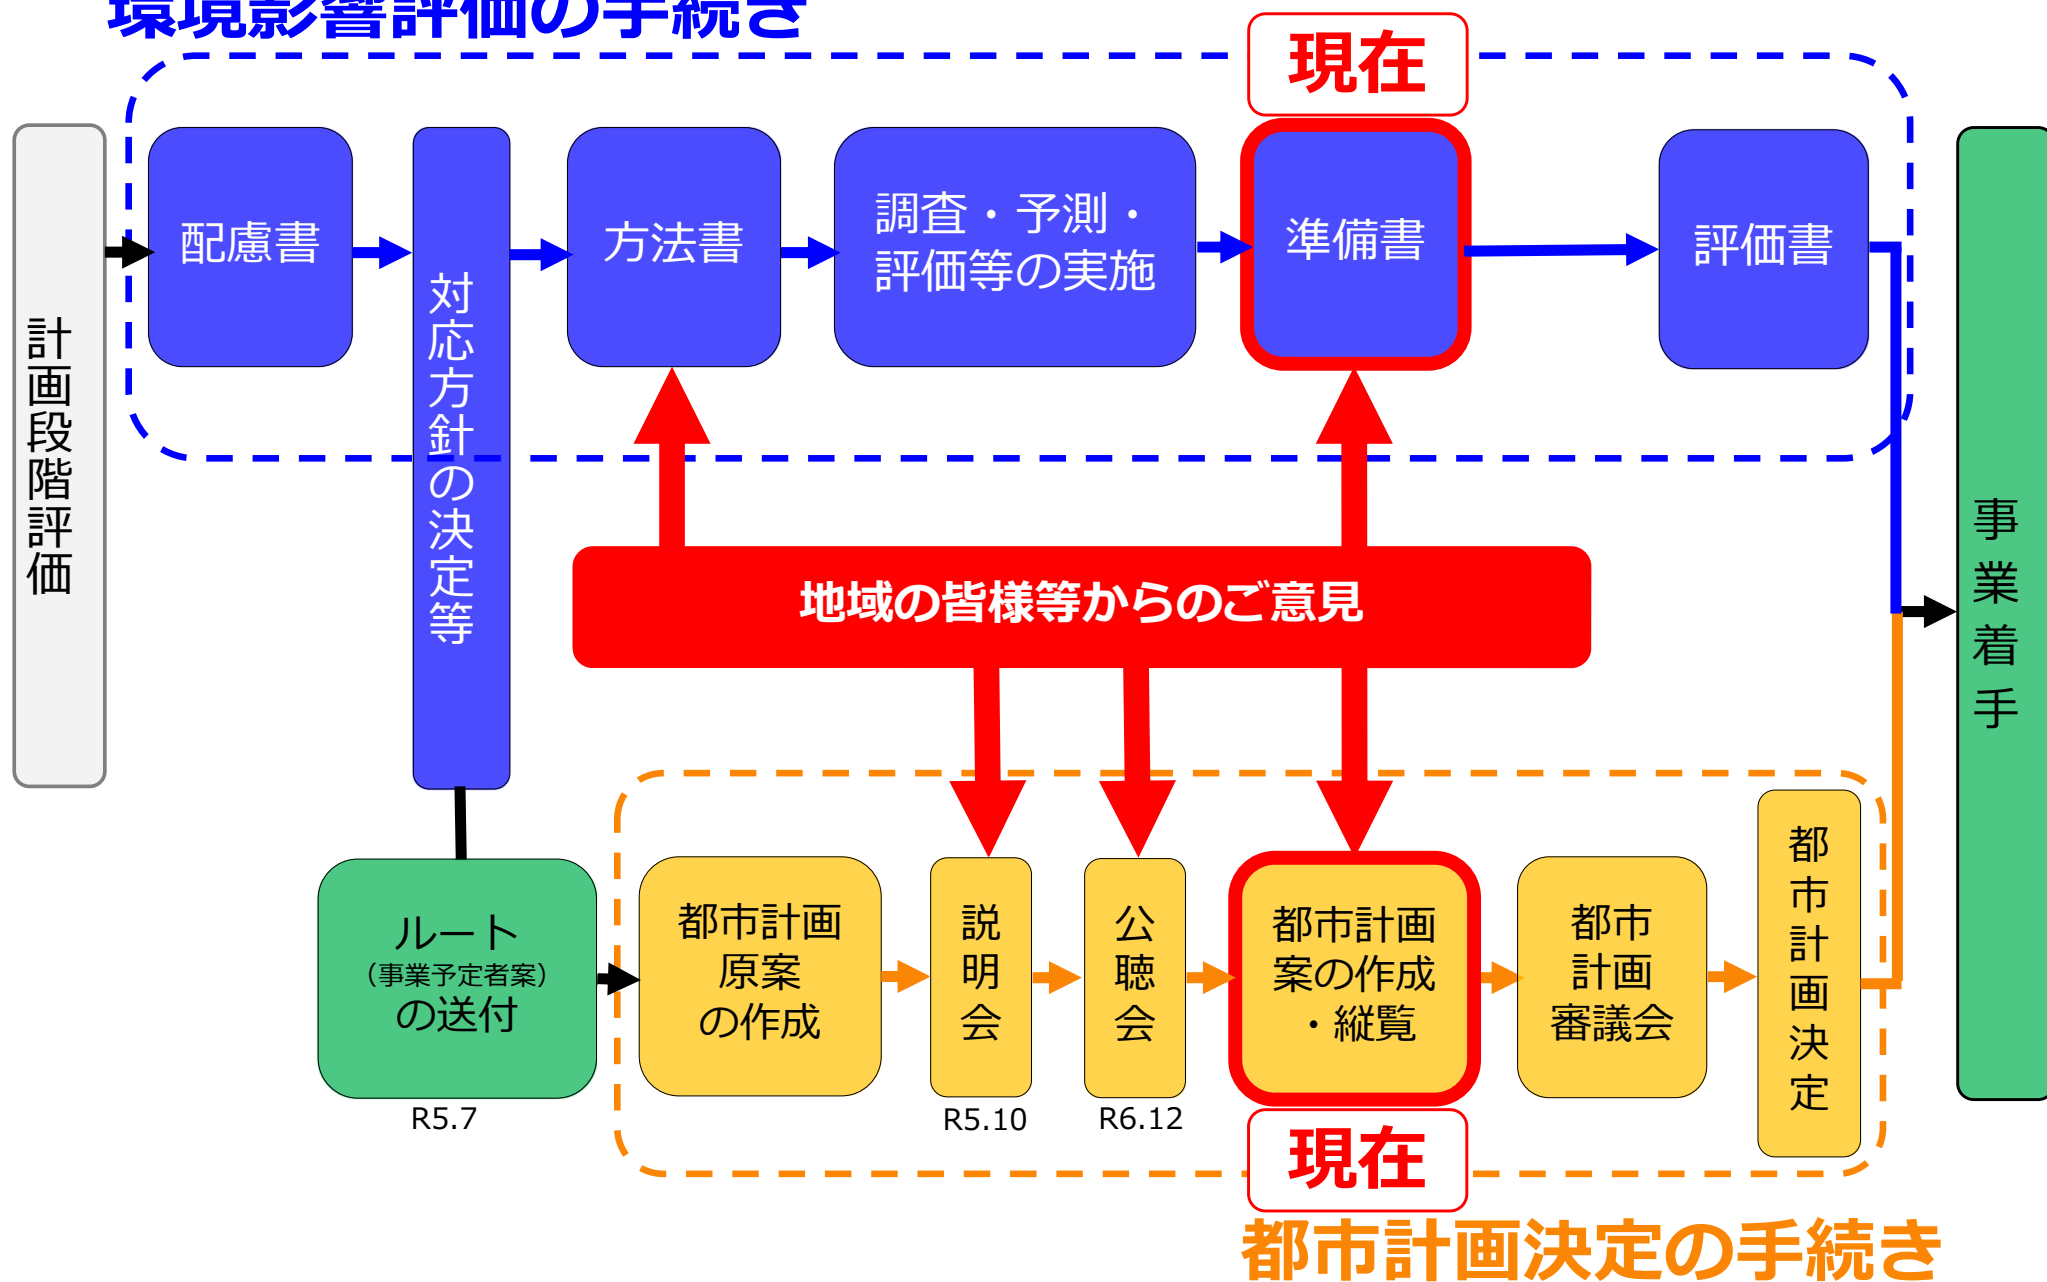 環境影響評価の手続き
現在
計画段階評価
配慮書
対応方針の決定等
方法書
調査・予測・
評価等の実施
準備書
評価書
事業着手
地域の皆様等からのご意見
ルート
（事業予定者案）
の送付
R5.7
都市計画
原案
の作成
説明会
R5.10
公聴会
R6.12
都市計画
案の作成
・縦覧
現在
都市
計画
審議会
都市計画決定
都市計画決定の手続き